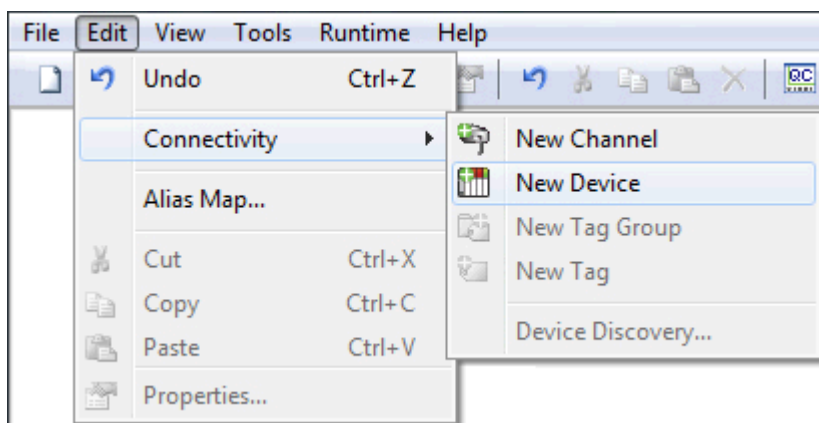 File Edit View Tools Runtime Help
QC
Undo Ctrl+Z
Connectivity
Alias Map...
Cut Ctrl+X
Copy Ctrl+C
Paste Ctrl+V
Properties...
New Channel
New Device
New Tag Group
New Tag
Device Discovery...